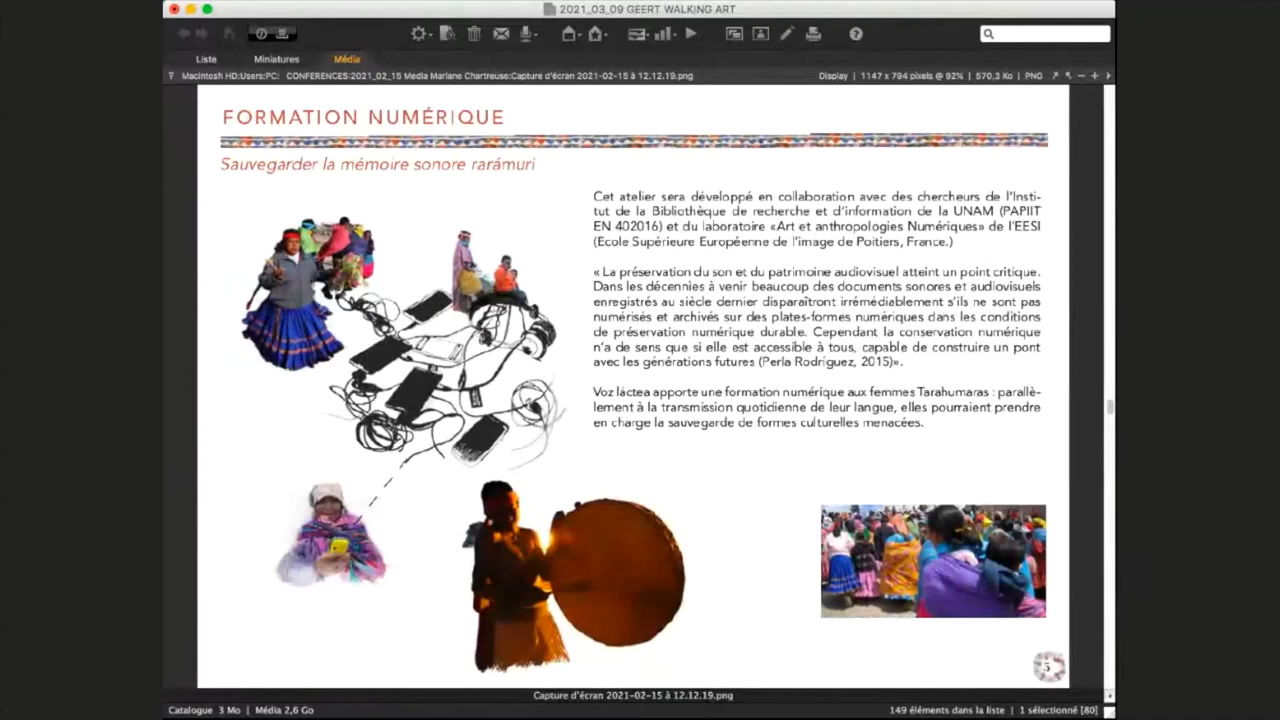 2021_03_09 GEERT WALKING ART
Liste Miniatures Média
Macintosh HD:Users:PC: CONFERENCES:2021_02_15 Media Mariane Chartreuse:Capture d'écran 2021-02-15 à 12.12.19.png Display | 1147 x 794 pixels @ 92% | 570,3 Ko | PNG
FORMATION NUMÉRIQUE
Sauvegarder la mémoire sonore rarámuri
Cet atelier sera développé en collaboration avec des chercheurs de l'Insti-
tut de la Bibliothèque de recherche et d'information de la UNAM (PAPIIT
EN 402016) et du laboratoire «Art et anthropologies Numériques» de l'EESI
(Ecole Supérieure Européenne de l'image de Poitiers, France.)
« La préservation du son et du patrimoine audiovisuel atteint un point critique.
Dans les décennies à venir beaucoup des documents sonores et audiovisuels
enregistrés au siècle dernier disparaîtront irrémédiablement s'ils ne sont pas
numérisés et archivés sur des plates-formes numériques dans les conditions
de préservation numérique durable. Cependant la conservation numérique
n'a de sens que si elle est accessible à tous, capable de construire un pont
avec les générations futures (Perla Rodríguez, 2015)».
Voz láctea apporte une formation numérique aux femmes Tarahumaras : parallè-
lement à la transmission quotidienne de leur langue, elles pourraient prendre
en charge la sauvegarde de formes culturelles menacées.
5
Capture d'écran 2021-02-15 à 12.12.19.png
Catalogue 3 Mo | Média 2,6 Go 149 éléments dans la liste | 1 sélectionné [80]